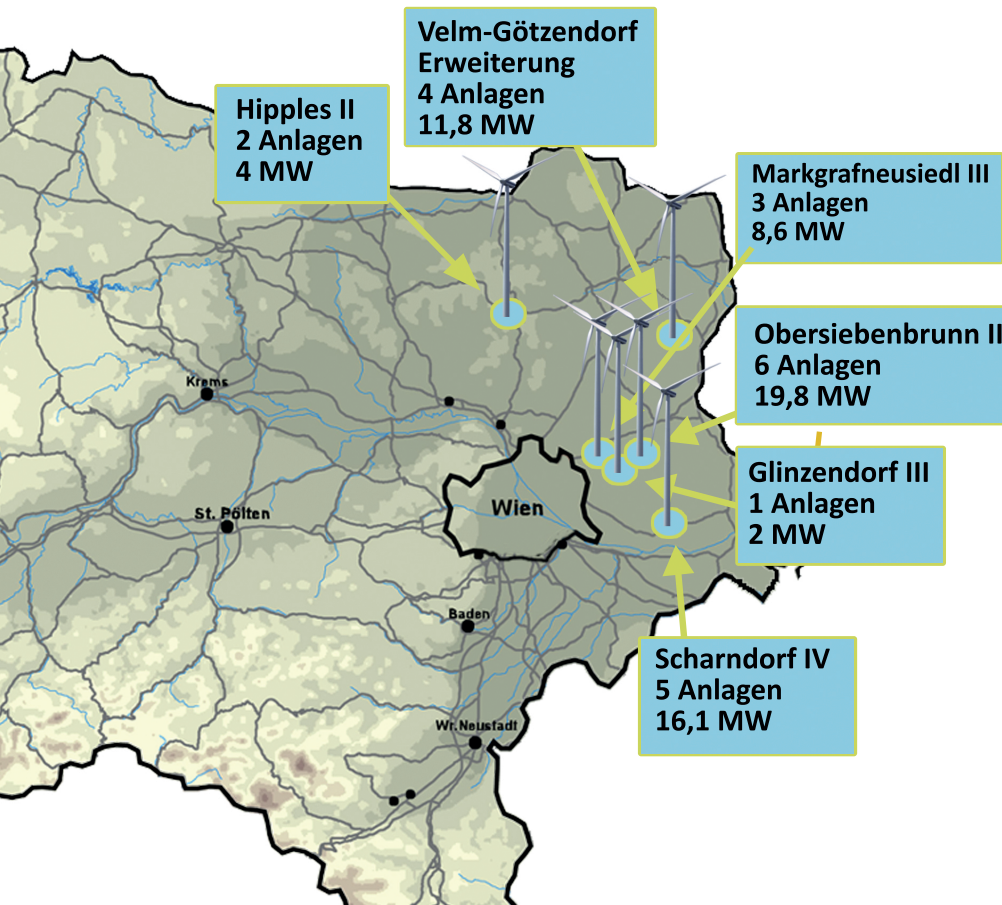 Velm-Götzendorf
Erweiterung
4 Anlagen
11,8 MW
Hipples II
2 Anlagen
4 MW
Markgrafneusiedl III
3 Anlagen
8,6 MW
Obersiebenbrunn II
6 Anlagen
19,8 MW
Krems
Glinzendorf III
1 Anlagen
2 MW
Wien
St. Pölten
Baden
Scharndorf IV
5 Anlagen
16,1 MW
Wr. Neustadt